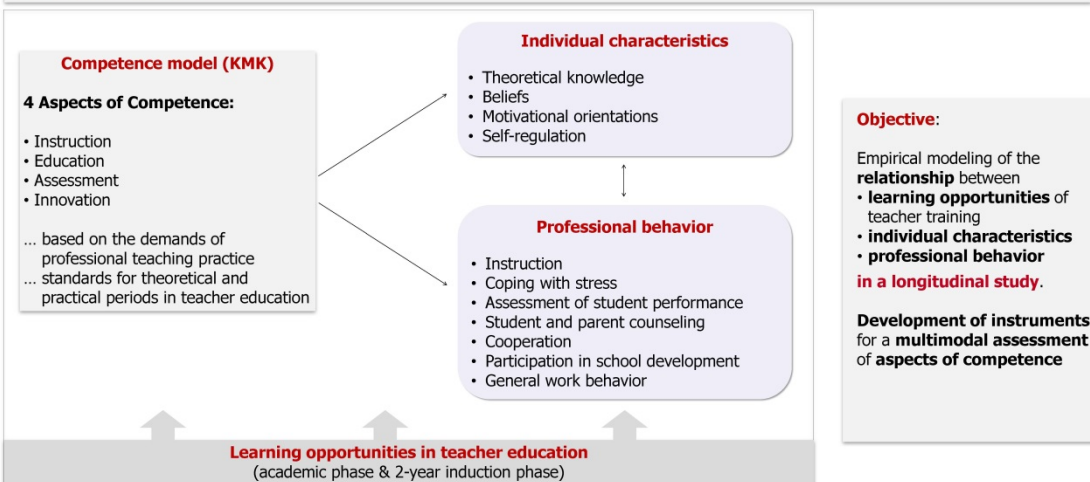 Competence model (KMK)
4 Aspects of Competence:
• Instruction
• Education
• Assessment
• Innovation
... based on the demands of
professional teaching practice
... standards for theoretical and
practical periods in teacher education
Individual characteristics
• Theoretical knowledge
• Beliefs
• Motivational orientations
• Self-regulation
Professional behavior
• Instruction
• Coping with stress
• Assessment of student performance
• Student and parent counseling
• Cooperation
• Participation in school development
• General work behavior
Learning opportunities in teacher education
(academic phase & 2-year induction phase)
Objective:
Empirical modeling of the
relationship between
• learning opportunities of
teacher training
• individual characteristics
• professional behavior
in a longitudinal study.
Development of instruments
for a multimodal assessment
of aspects of competence